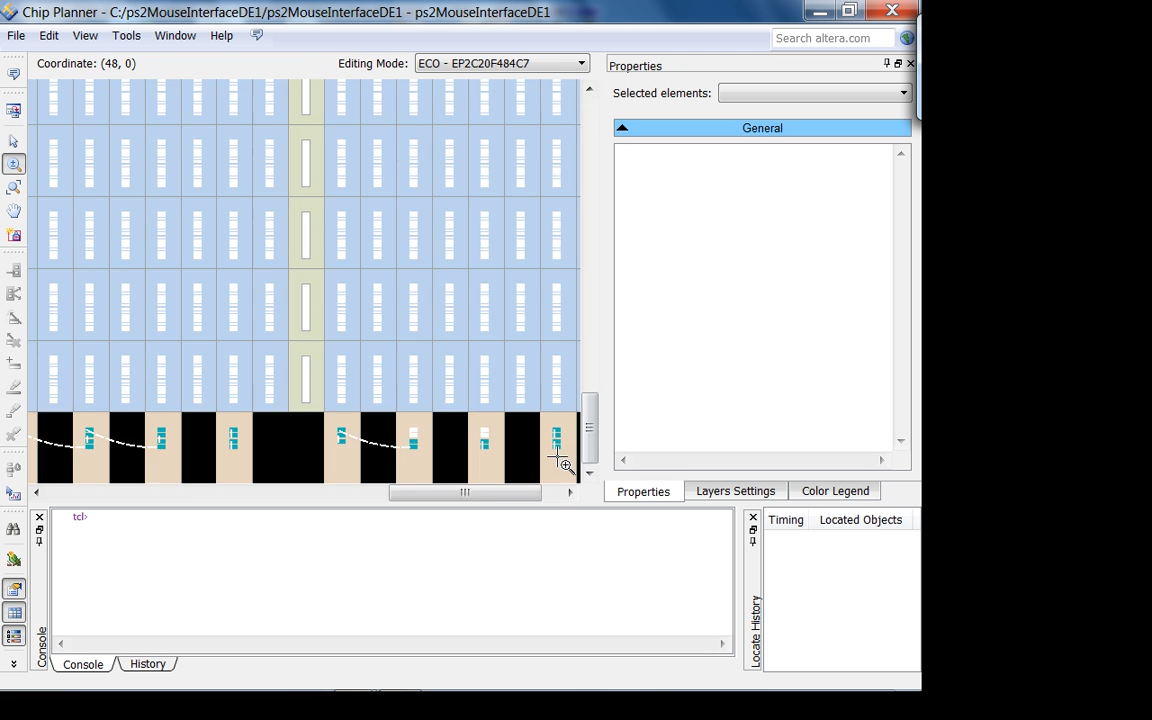 Chip Planner - C:/ps2MouseInterfaceDE1/ps2MouseInterfaceDE1 - ps2MouseInterfaceDE1
File Edit View Tools Window Help
Search altera.com
Coordinate: (48, 0)
Editing Mode: ECO - EP2C20F484C7
Properties
Selected elements:
General
Properties Layers Settings Color Legend
tcl>
Console
Console History
Locate History
Timing Located Objects